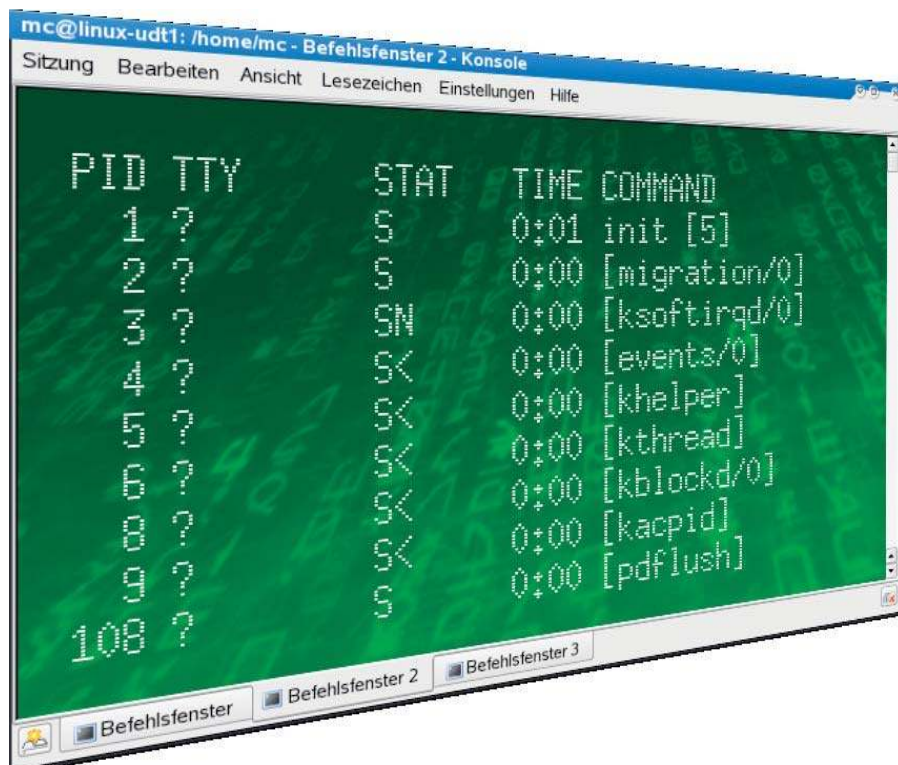 mc@linux-udt1: /home/mc - Befehlsfenster 2 - Konsole
Sitzung Bearbeiten Ansicht Lesezeichen Einstellungen Hilfe
PID TTY STAT TIME COMMAND
1 ? S 0:01 init [5]
2 ? S 0:00 [migration/0]
3 ? SN 0:00 [ksoftirqd/0]
4 ? S< 0:00 [events/0]
5 ? S< 0:00 [khelper]
6 ? S< 0:00 [kthread]
8 ? S< 0:00 [kblockd/0]
9 ? S< 0:00 [kacpid]
108 ? S 0:00 [pdflush]
Befehlsfenster Befehlsfenster 2 Befehlsfenster 3